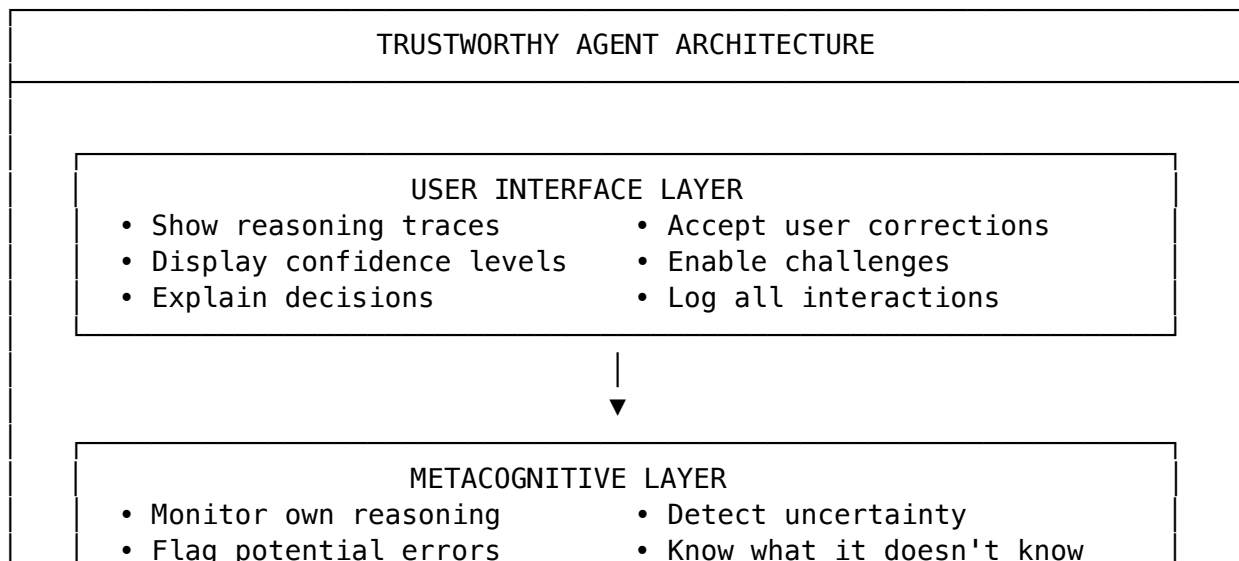 TRUSTWORTHY AGENT ARCHITECTURE
USER INTERFACE LAYER
• Show reasoning traces • Accept user corrections
• Display confidence levels • Enable challenges
• Explain decisions • Log all interactions
METACOGNITIVE LAYER
• Monitor own reasoning • Detect uncertainty
• Flag potential errors • Know what it doesn't know